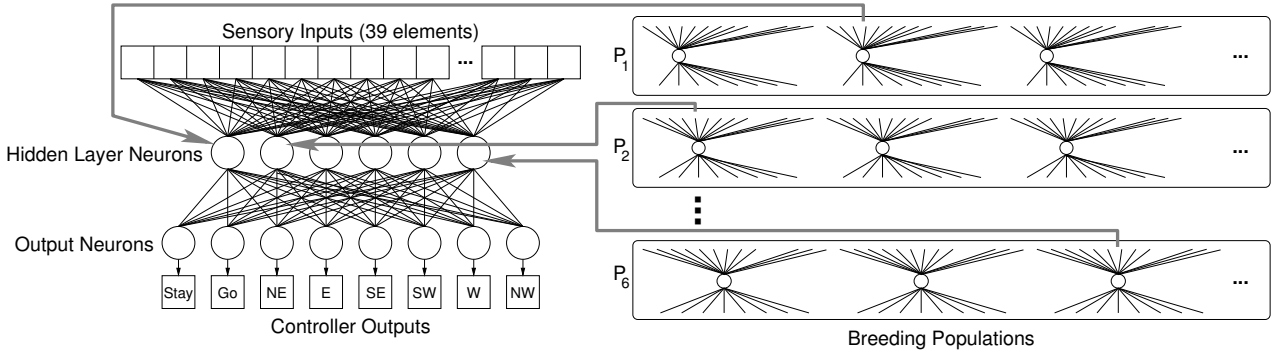 Sensory Inputs (39 elements)
...
Hidden Layer Neurons
Output Neurons
Stay Go NE E SE SW W NW
Controller Outputs
P1
...
P2
...
P6
...
Breeding Populations